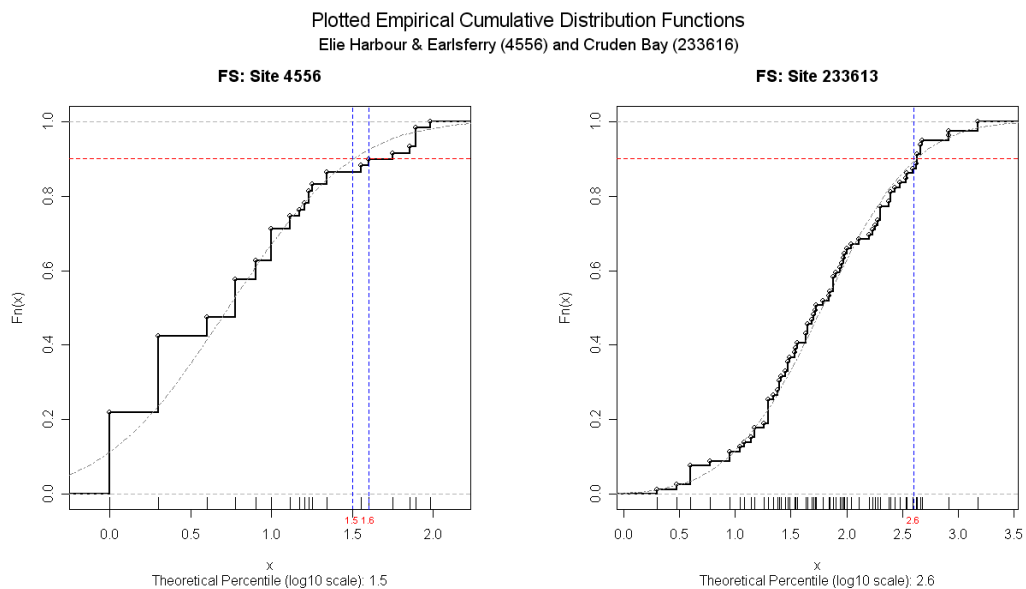 Plotted Empirical Cumulative Distribution Functions
Elie Harbour & Earlsferry (4556) and Cruden Bay (233616)
FS: Site 4556
Fn(x)
1.0
0.8
0.6
0.4
0.2
0.0
1.5 1.6
0.0 0.5 1.0 1.5 2.0
x
Theoretical Percentile (log10 scale): 1.5
FS: Site 233613
Fn(x)
1.0
0.8
0.6
0.4
0.2
0.0
2.6
0.0 0.5 1.0 1.5 2.0 2.5 3.0 3.5
x
Theoretical Percentile (log10 scale): 2.6